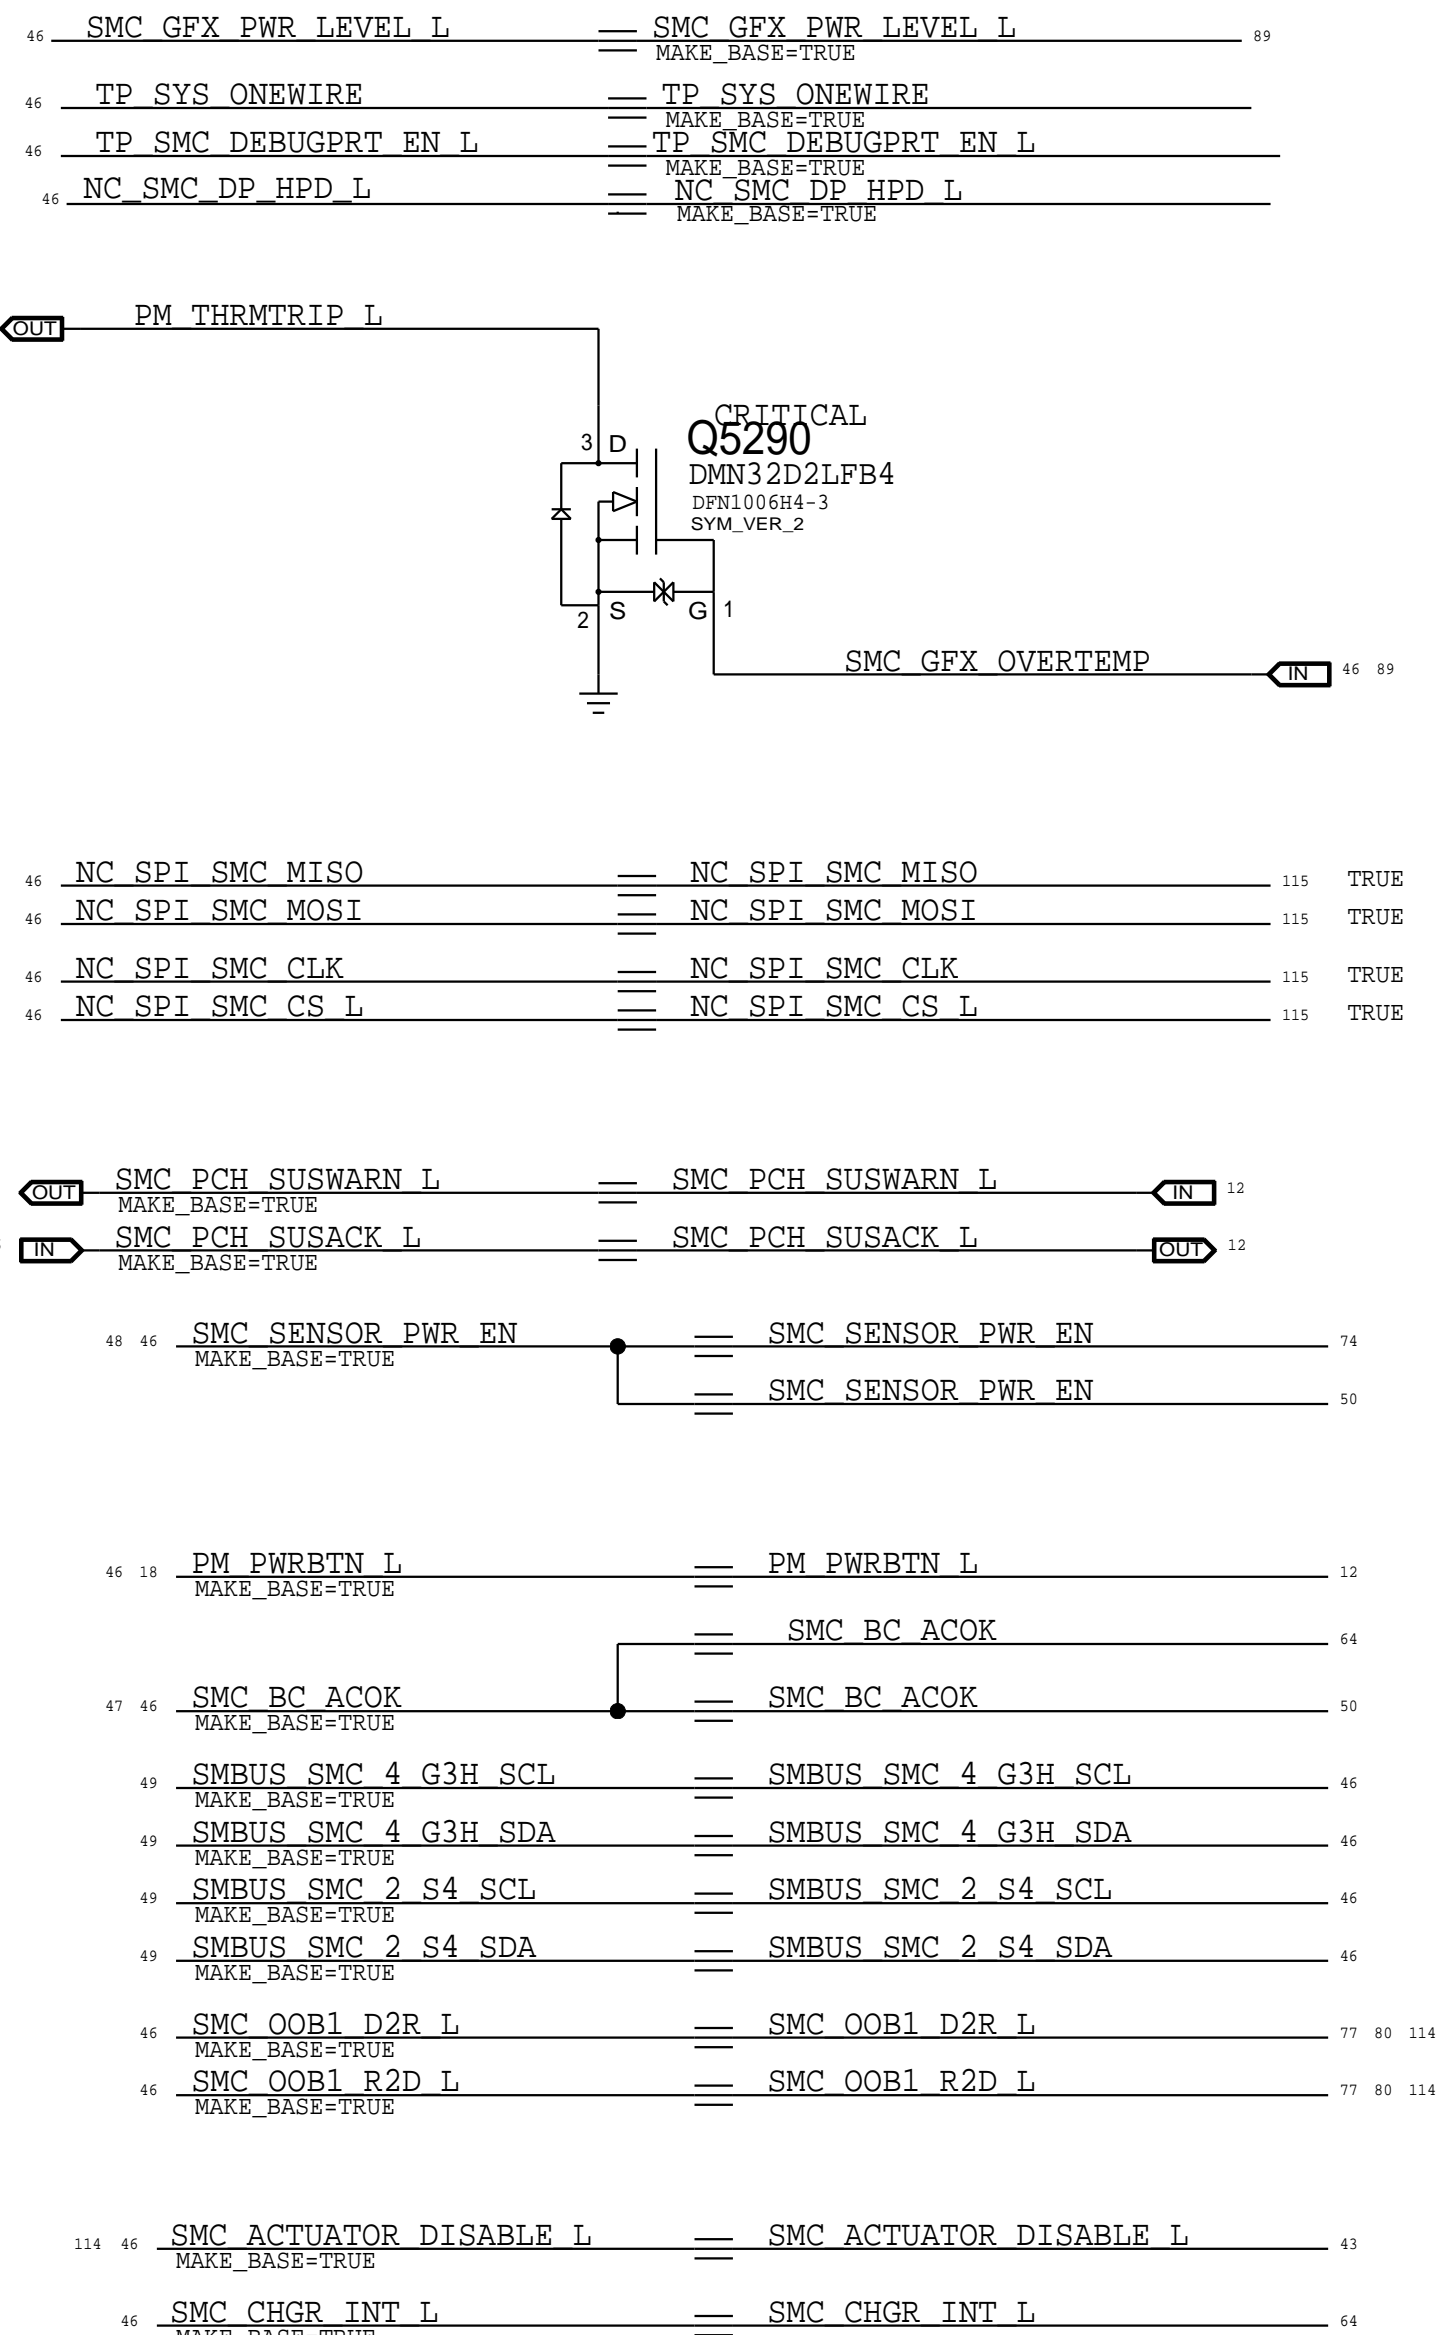 46 SMC_GFX_PWR_LEVEL_L SMC_GFX_PWR_LEVEL_L 89
MAKE_BASE=TRUE
46 TP_SYS_ONEWIRE TP_SYS_ONEWIRE
MAKE_BASE=TRUE
46 TP_SMC_DEBUGPRT_EN_L TP_SMC_DEBUGPRT_EN_L
MAKE_BASE=TRUE
46 NC_SMC_DP_HPD_L NC_SMC_DP_HPD_L
MAKE_BASE=TRUE
OUT PM_THRMTRIP_L
CRITICAL
3 D Q5290
DMN32D2LFB4
DFN1006H4-3
SYM_VER_2
2 S G 1
SMC_GFX_OVERTEMP IN 46 89
46 NC_SPI_SMC_MISO NC_SPI_SMC_MISO 115 TRUE
46 NC_SPI_SMC_MOSI NC_SPI_SMC_MOSI 115 TRUE
46 NC_SPI_SMC_CLK NC_SPI_SMC_CLK 115 TRUE
46 NC_SPI_SMC_CS_L NC_SPI_SMC_CS_L 115 TRUE
OUT SMC_PCH_SUSWARN_L SMC_PCH_SUSWARN_L IN 12
MAKE_BASE=TRUE
IN SMC_PCH_SUSACK_L SMC_PCH_SUSACK_L OUT 12
MAKE_BASE=TRUE
48 46 SMC_SENSOR_PWR_EN SMC_SENSOR_PWR_EN 74
MAKE_BASE=TRUE
SMC_SENSOR_PWR_EN 50
46 18 PM_PWRBTN_L PM_PWRBTN_L 12
MAKE_BASE=TRUE
SMC_BC_ACOK 64
47 46 SMC_BC_ACOK SMC_BC_ACOK 50
MAKE_BASE=TRUE
49 SMBUS_SMC_4_G3H_SCL SMBUS_SMC_4_G3H_SCL 46
MAKE_BASE=TRUE
49 SMBUS_SMC_4_G3H_SDA SMBUS_SMC_4_G3H_SDA 46
MAKE_BASE=TRUE
49 SMBUS_SMC_2_S4_SCL SMBUS_SMC_2_S4_SCL 46
MAKE_BASE=TRUE
49 SMBUS_SMC_2_S4_SDA SMBUS_SMC_2_S4_SDA 46
MAKE_BASE=TRUE
46 SMC_OOB1_D2R_L SMC_OOB1_D2R_L 77 80 114
MAKE_BASE=TRUE
46 SMC_OOB1_R2D_L SMC_OOB1_R2D_L 77 80 114
MAKE_BASE=TRUE
114 46 SMC_ACTUATOR_DISABLE_L SMC_ACTUATOR_DISABLE_L 43
MAKE_BASE=TRUE
46 SMC_CHGR_INT_L SMC_CHGR_INT_L 64
MAKE_BASE=TRUE